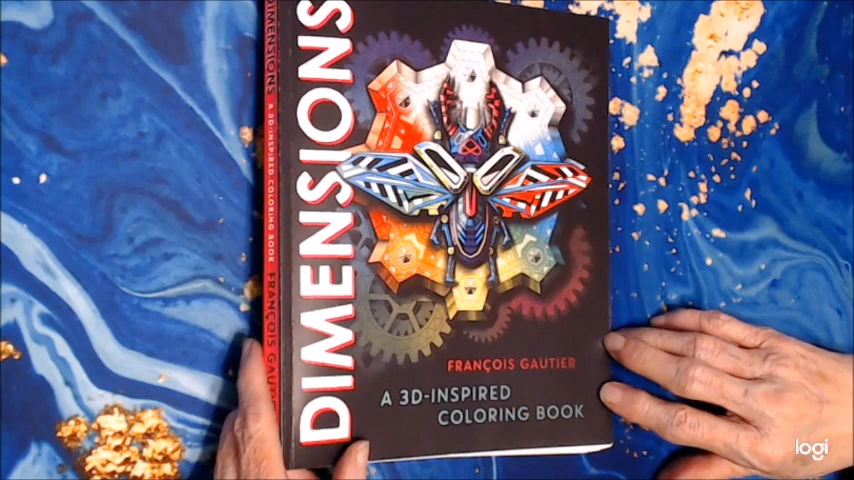 DIMENSIONS
A 3D-INSPIRED COLORING BOOK
FRANÇOIS GAUTIER
DIMENSIONS
FRANÇOIS GAUTIER
A 3D-INSPIRED
COLORING BOOK
logi